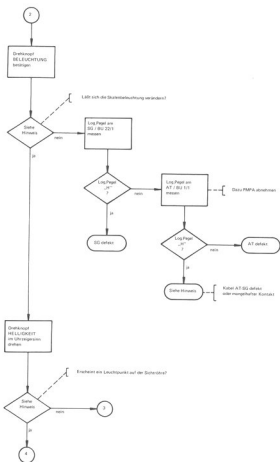 2
Drehknopf
BELEUCHTUNG
betätigen
Läßt sich die Skalenbeleuchtung verändern?
Siehe
Hinweis
nein
ja
Log.Pegel am
SG / BU 22/1
messen
Log.Pegel
„H"
?
nein
ja
SG defekt
Log.Pegel am
AT / BU 1/1
messen
Dazu PMPA abnehmen
Log.Pegel
„H"
?
nein
ja
AT defekt
Siehe Hinweis
Kabel AT-SG defekt
oder mangelhafter Kontakt
Drehknopf
HELLIGKEIT
im Uhrzeigersinn
drehen
Erscheint ein Leuchtpunkt auf der Sichtröhre?
Siehe
Hinweis
nein
3
ja
4